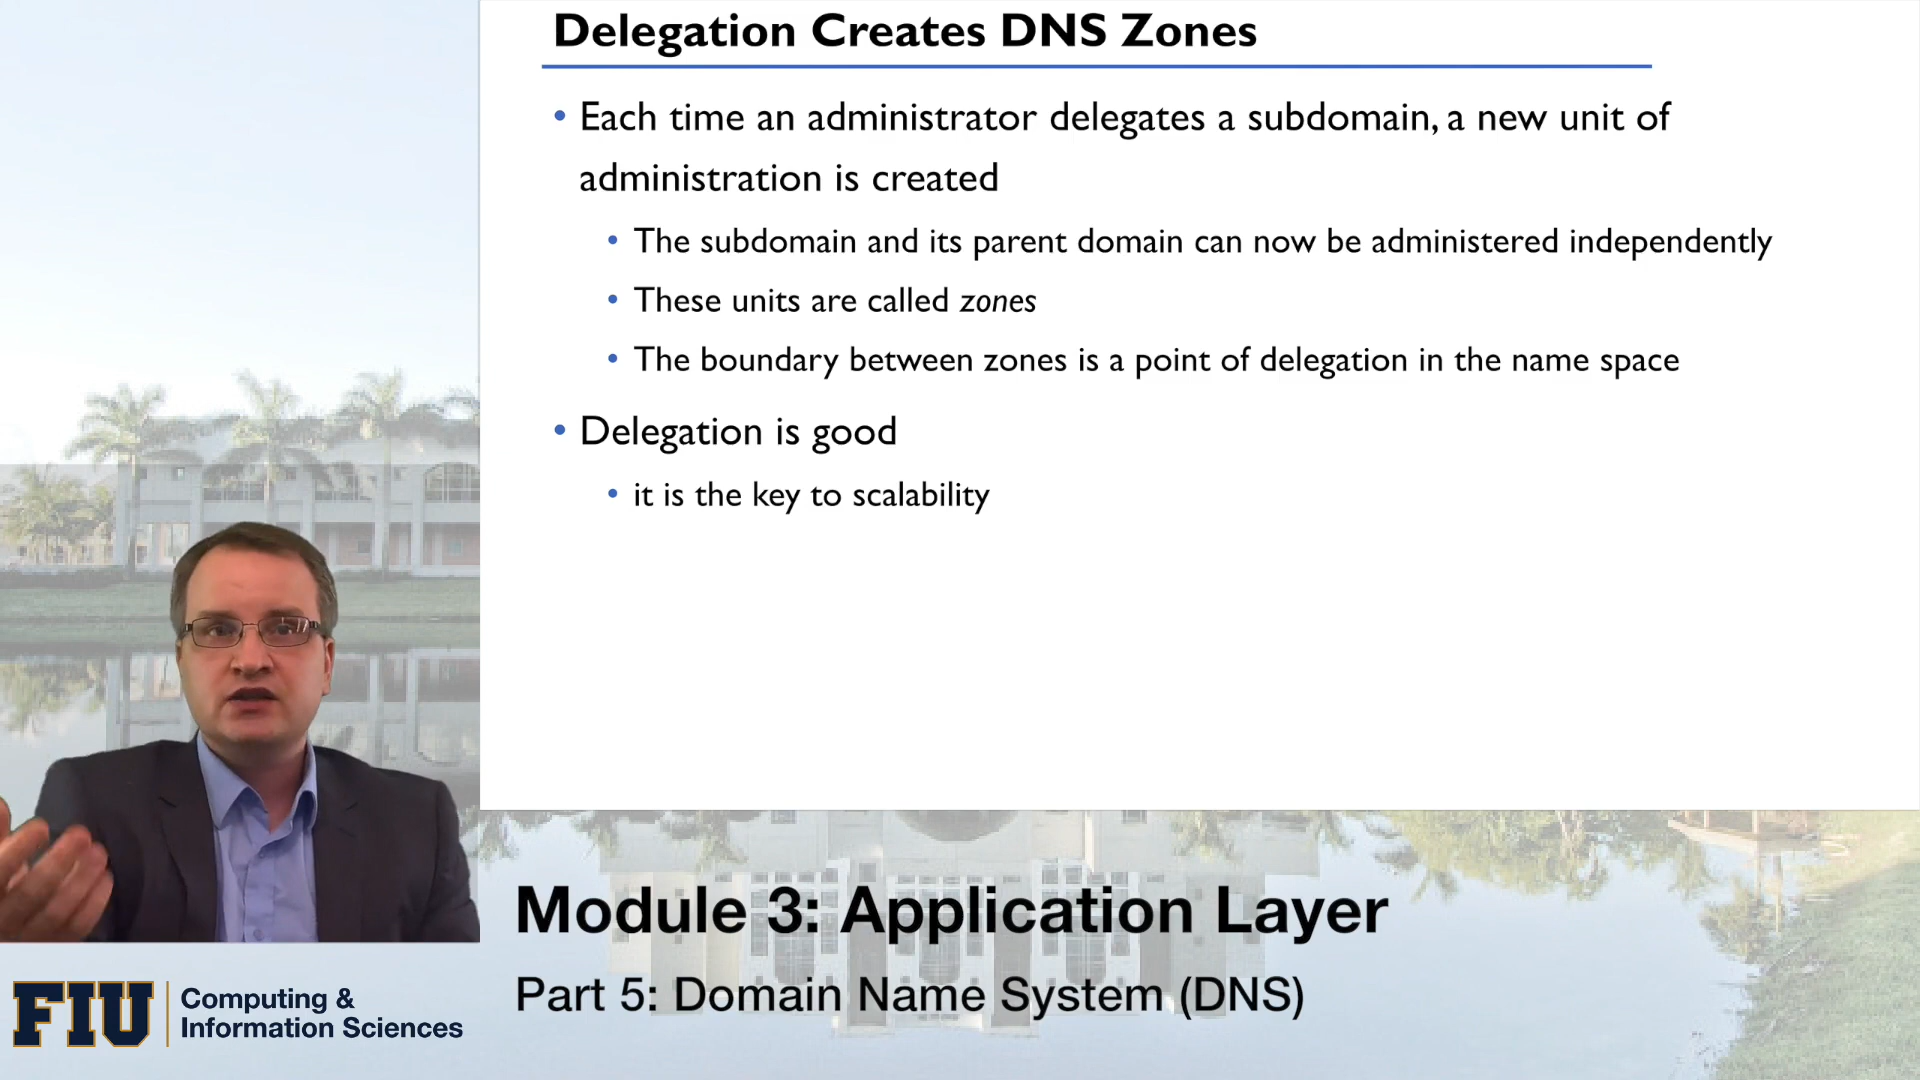 Delegation Creates DNS Zones
• Each time an administrator delegates a subdomain, a new unit of
administration is created
• The subdomain and its parent domain can now be administered independently
• These units are called zones
• The boundary between zones is a point of delegation in the name space
• Delegation is good
• it is the key to scalability
Module 3: Application Layer
Part 5: Domain Name System (DNS)
FIU
Computing &
Information Sciences